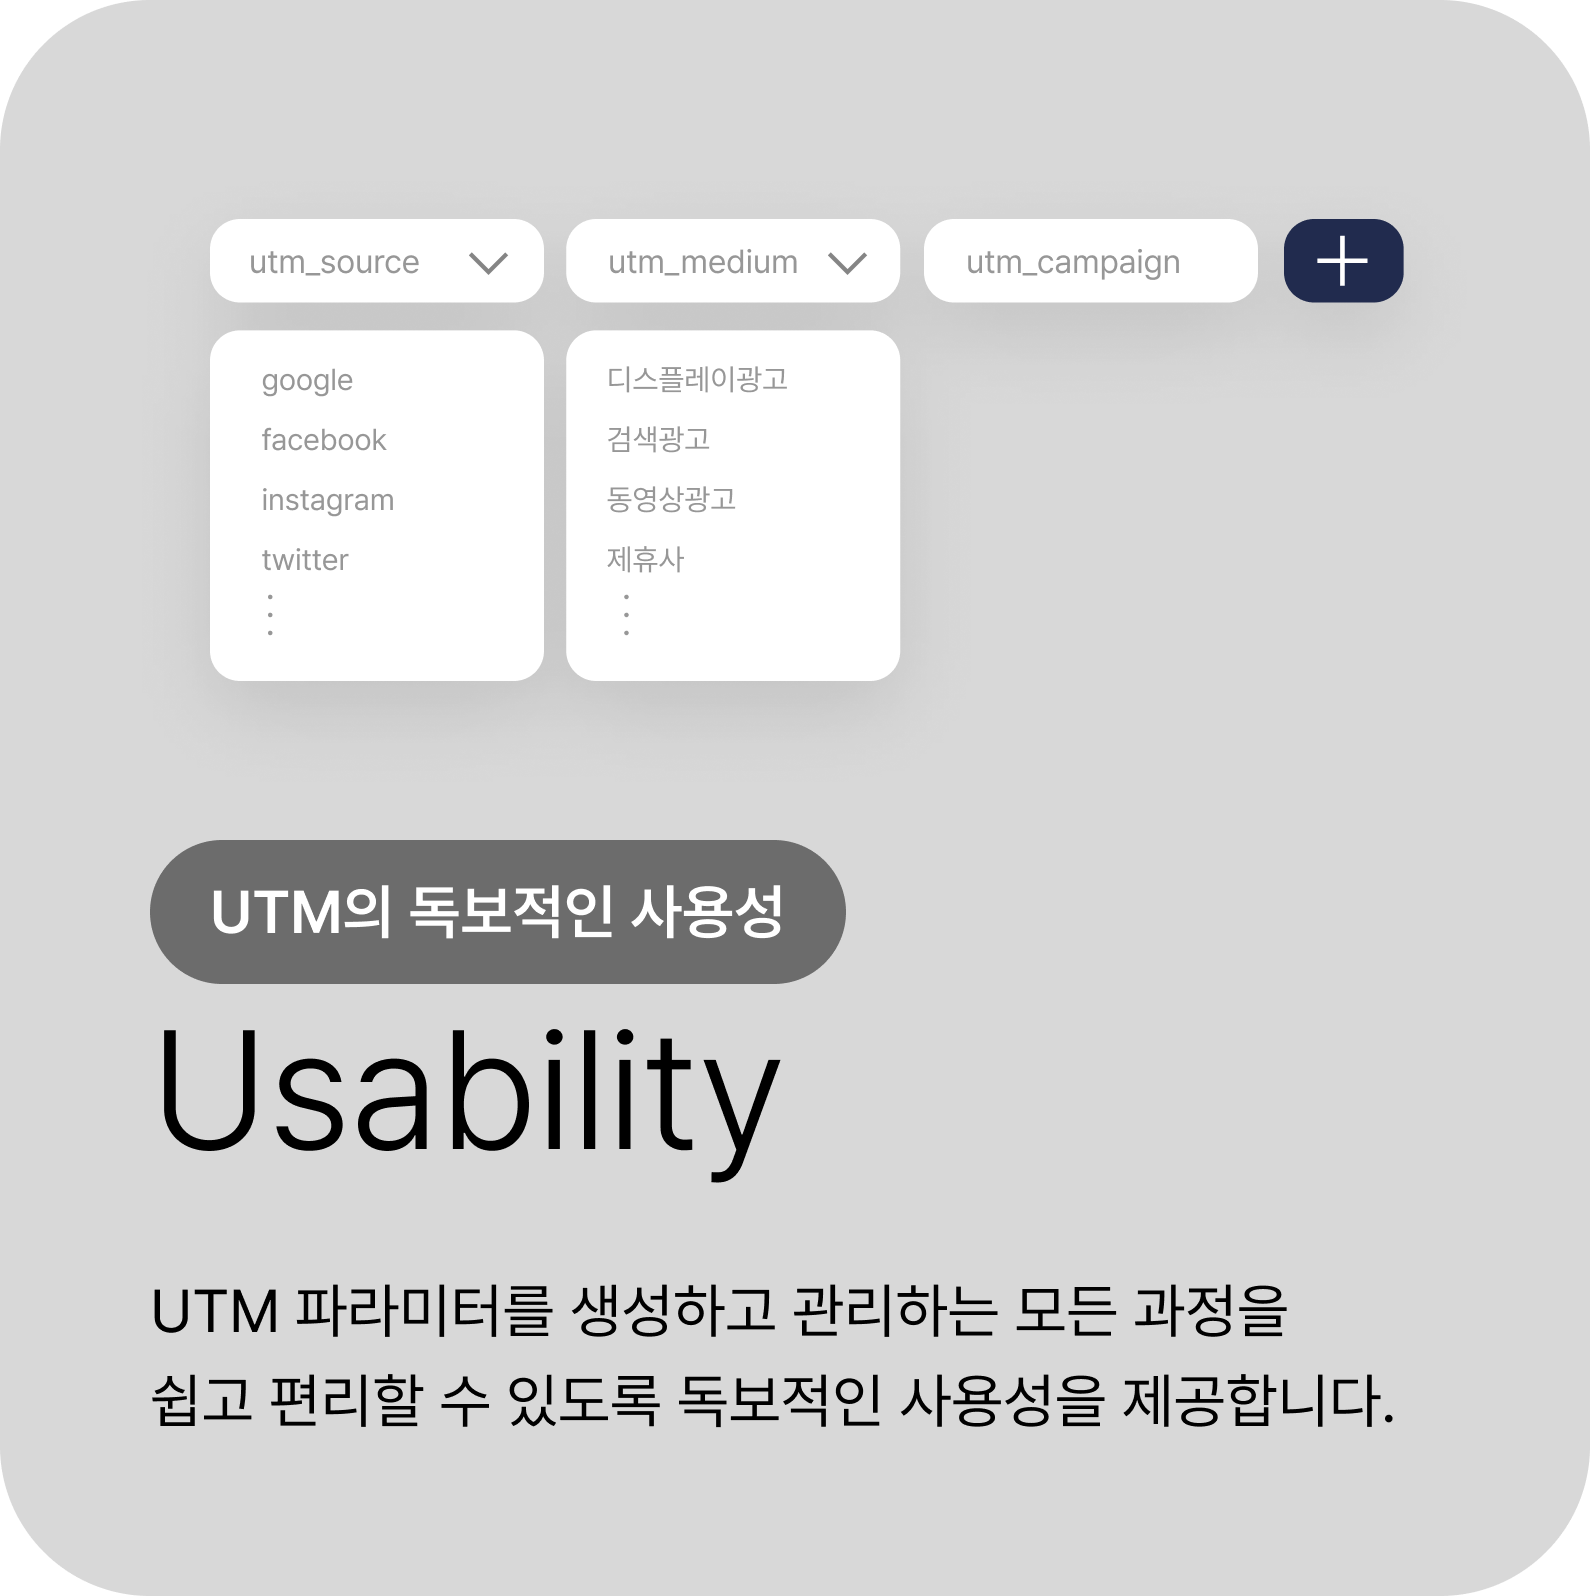 utm_source utm_medium utm_campaign
google
facebook
instagram
twitter
디스플레이광고
검색광고
동영상광고
제휴사
UTM의 독보적인 사용성
Usability
UTM 파라미터를 생성하고 관리하는 모든 과정을
쉽고 편리할 수 있도록 독보적인 사용성을 제공합니다.